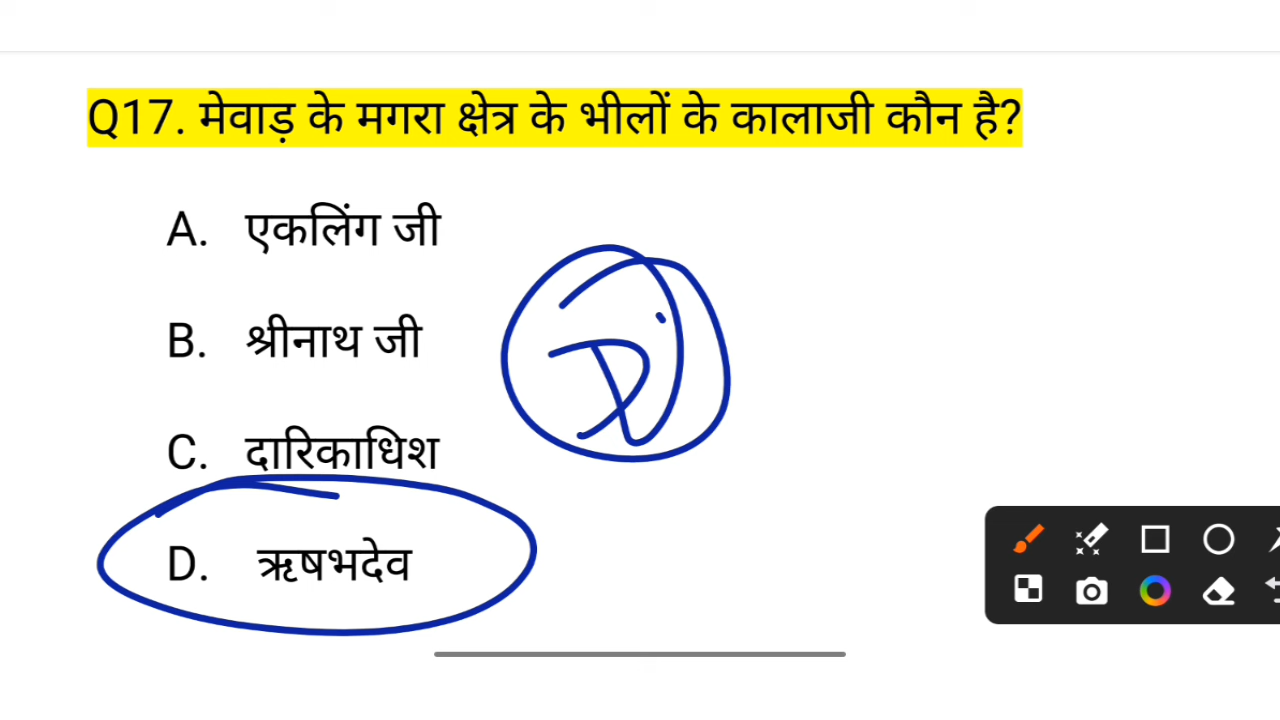 Q17. मेवाड़ के मगरा क्षेत्र के भीलों के कालाजी कौन है?
A. एकलिंग जी
B. श्रीनाथ जी
C. दारिकाधिश
D. ऋषभदेव